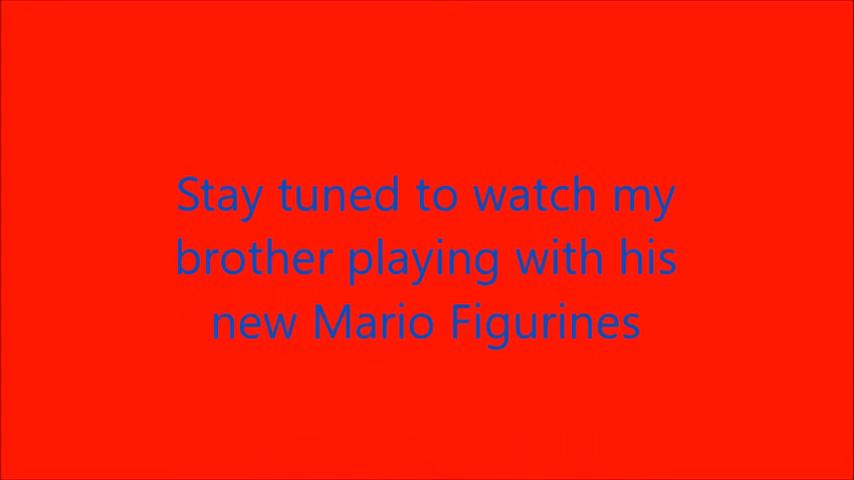 Stay tuned to watch my
brother playing with his
new Mario Figurines